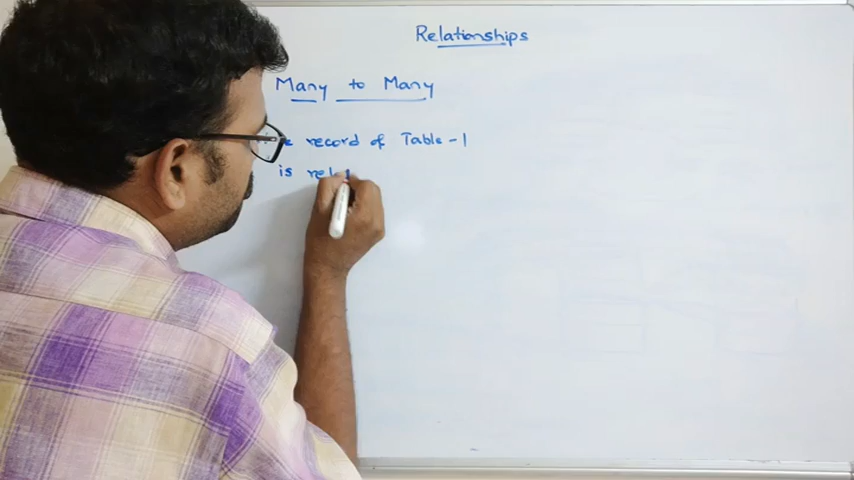 Relationships
Many to Many
record of Table-1
is